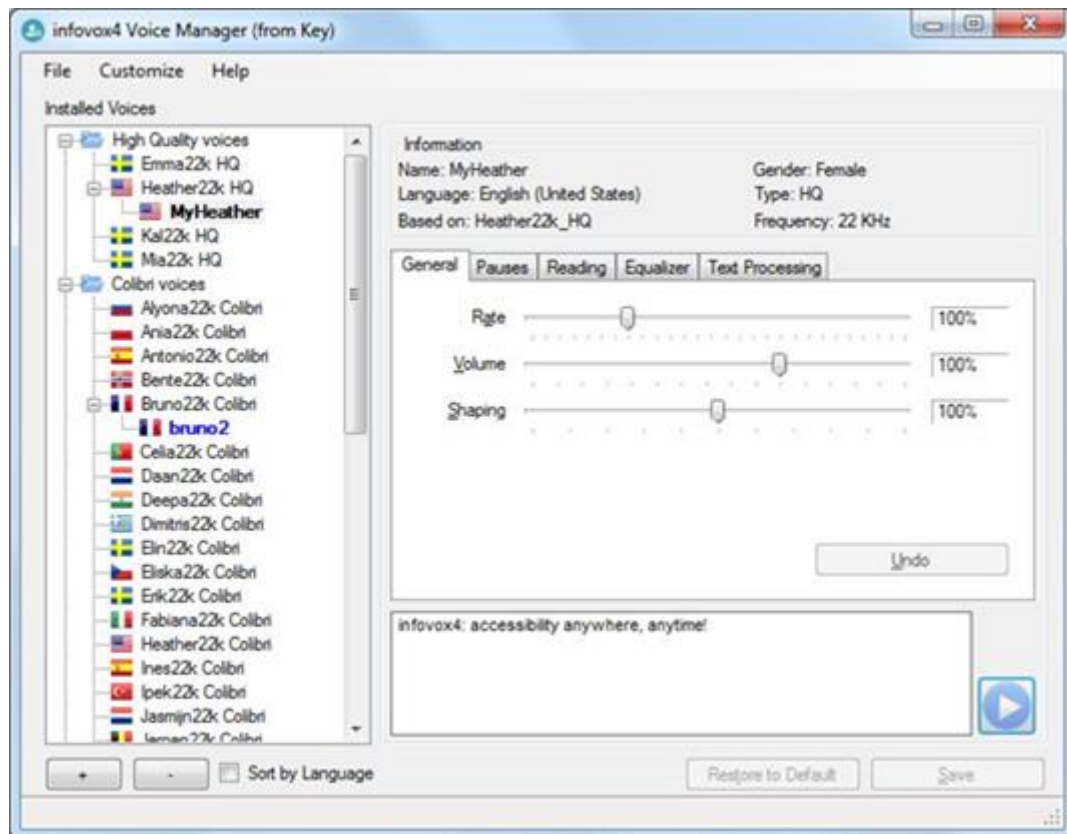 infovox4 Voice Manager (from Key)
File Customize Help
Installed Voices
High Quality voices
Emma22k HQ
Heather22k HQ
MyHeather
Kal22k HQ
Mia22k HQ
Colibri voices
Alyona22k Colibri
Ania22k Colibri
Antonio22k Colibri
Bente22k Colibri
Bruno22k Colibri
bruno2
Celia22k Colibri
Daan22k Colibri
Deepa22k Colibri
Dimitris22k Colibri
Elin22k Colibri
Eliska22k Colibri
Erik22k Colibri
Fabiana22k Colibri
Heather22k Colibri
Ines22k Colibri
Ipek22k Colibri
Jasmijn22k Colibri
22k Colibri
+ - Sort by Language
Information
Name: MyHeather Gender: Female
Language: English (United States) Type: HQ
Based on: Heather22k_HQ Frequency: 22 KHz
General Pauses Reading Equalizer Text Processing
Rate 100%
Volume 100%
Shaping 100%
Undo
infovox4: accessibility anywhere, anytime!
Restore to Default Save